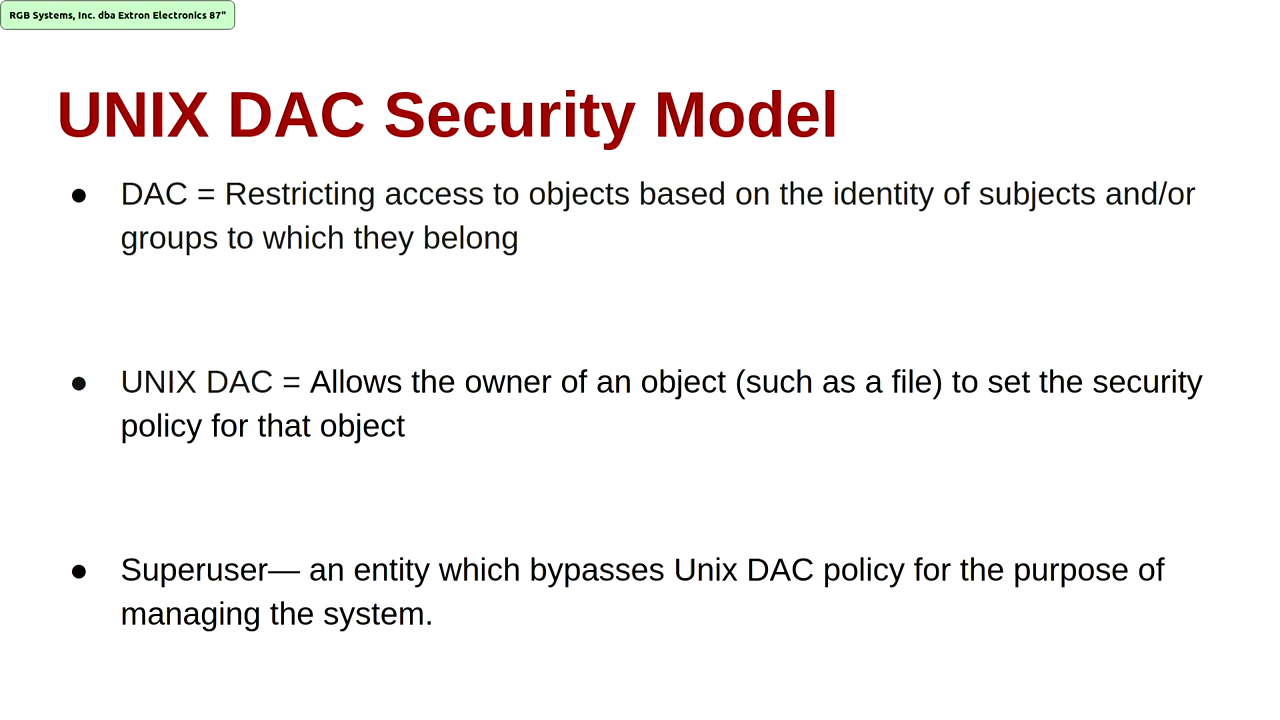 RGB Systems, Inc. dba Extron Electronics 87"
UNIX DAC Security Model
● DAC = Restricting access to objects based on the identity of subjects and/or
groups to which they belong
● UNIX DAC = Allows the owner of an object (such as a file) to set the security
policy for that object
● Superuser— an entity which bypasses Unix DAC policy for the purpose of
managing the system.